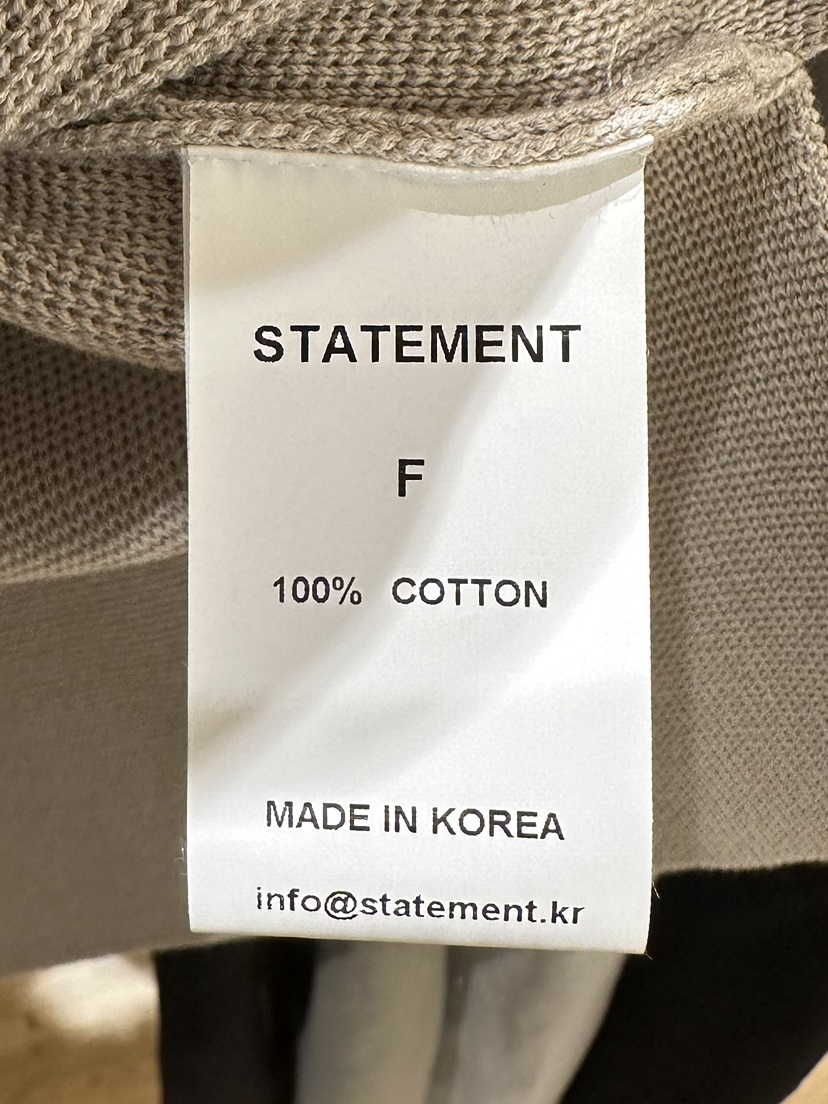 STATEMENT
F
100% COTTON
MADE IN KOREA
info@statement.kr